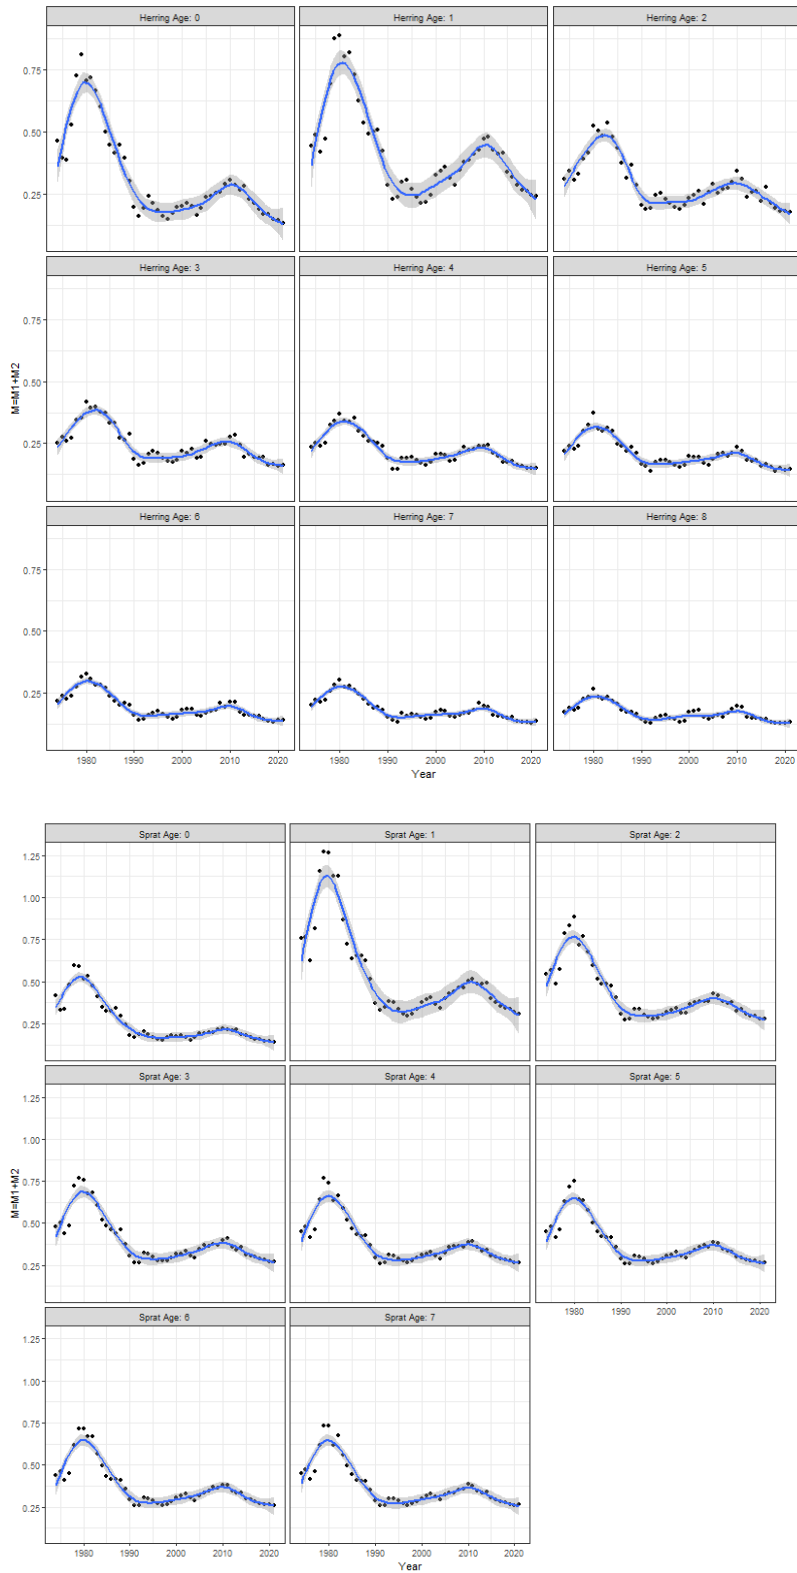 Herring Age: 0
Herring Age: 1
Herring Age: 2
0.75
0.50
0.25
Herring Age: 3
Herring Age: 4
Herring Age: 5
0.75
0.50
0.25
M=M1+M2
Herring Age: 6
Herring Age: 7
Herring Age: 8
0.75
0.50
0.25
1980 1990 2000 2010 2020
1980 1990 2000 2010 2020
1980 1990 2000 2010 2020
Year
Sprat Age: 0
Sprat Age: 1
Sprat Age: 2
1.25
1.00
0.75
0.50
0.25
Sprat Age: 3
Sprat Age: 4
Sprat Age: 5
1.25
1.00
0.75
0.50
0.25
M=M1+M2
1980 1990 2000 2010 2020
Sprat Age: 6
Sprat Age: 7
1.25
1.00
0.75
0.50
0.25
1980 1990 2000 2010 2020
1980 1990 2000 2010 2020
Year